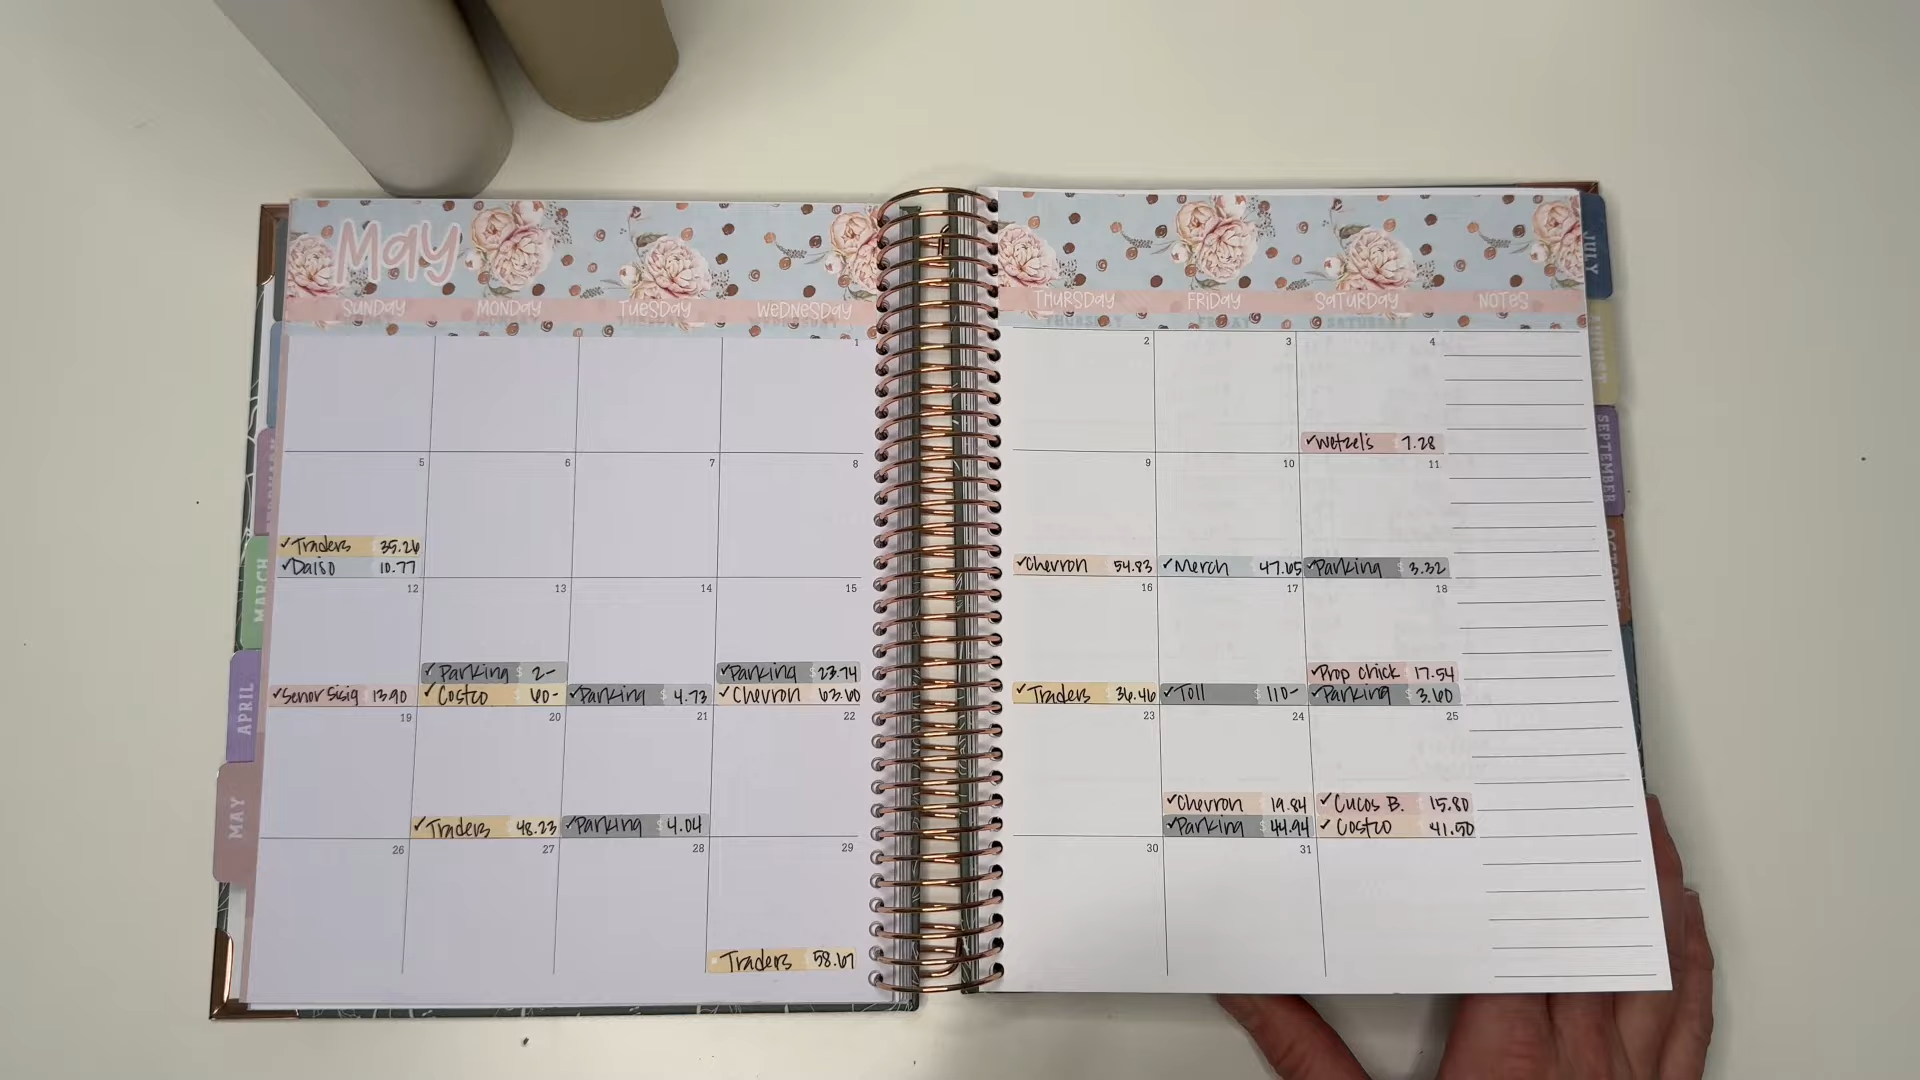 May
SUNDAY MONDAY TUESDAY WEDNESDAY THURSDAY FRIDAY SATURDAY NOTES
1 2 3 4
✓Wetzel's 7.28
5 6 7 8 9 10 11
✓Traders 35.26
✓Daiso 10.77
✓Chevron 54.83
✓Merch 47.65
✓Parking 3.32
12 13 14 15 16 17 18
✓Senor Sisig 13.90
✓Parking $ 2-
✓Costco $ 60-
✓Parking $ 4.73
✓Parking $23.74
✓Chevron 63.60
✓Traders 36.46
✓Toll $ 110-
✓Prop chick 17.54
✓Parking $ 3.60
19 20 21 22 23 24 25
✓Traders 48.23
✓Parking $ 4.04
✓Chevron 19.84
✓Parking $ 44.94
✓Cucos B. 15.80
✓Costco 41.50
26 27 28 29 30 31
Traders 58.67
MARCH
APRIL
MAY
JULY
AUGUST
SEPTEMBER
OCTOBER